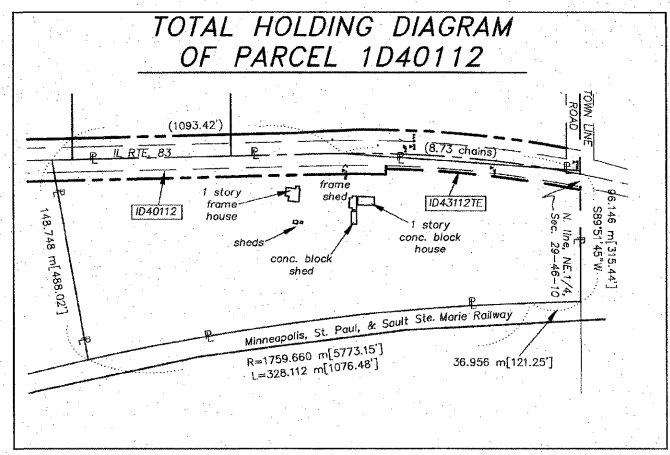 TOTAL HOLDING DIAGRAM
OF PARCEL 1D40112
TOWN LINE
ROAD
(1093.42')
IL. RTE. 83
(8.73 chains)
1D40112
1 story
frame
house
frame
shed
1D43112TE
sheds
conc. block
shed
1 story
conc. block
house
N. line, NE.1/4,
Sec. 29-46-10
96.146 m[315.44']
S89°51'45"W
148.748 m[488.02']
Minneapolis, St. Paul, & Sault Ste. Marie Railway
R=1759.660 m[5773.15']
L=328.112 m[1076.48']
36.956 m[121.25']